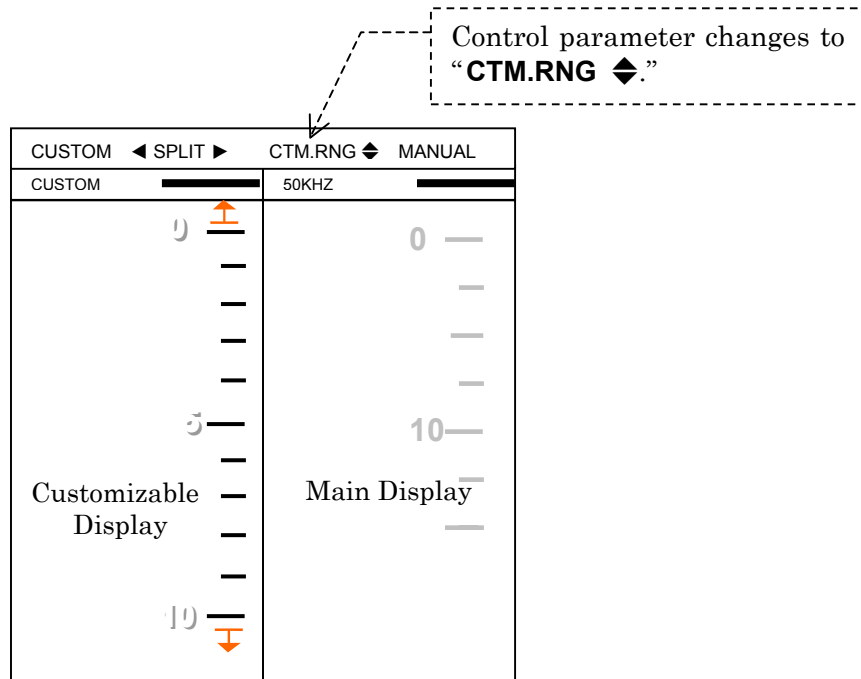 Control parameter changes to
“CTM.RNG ◆.”
CUSTOM ◀ SPLIT ▶ CTM.RNG ◆ MANUAL
CUSTOM
50KHZ
0
5
10
Customizable
Display
0
10
Main Display